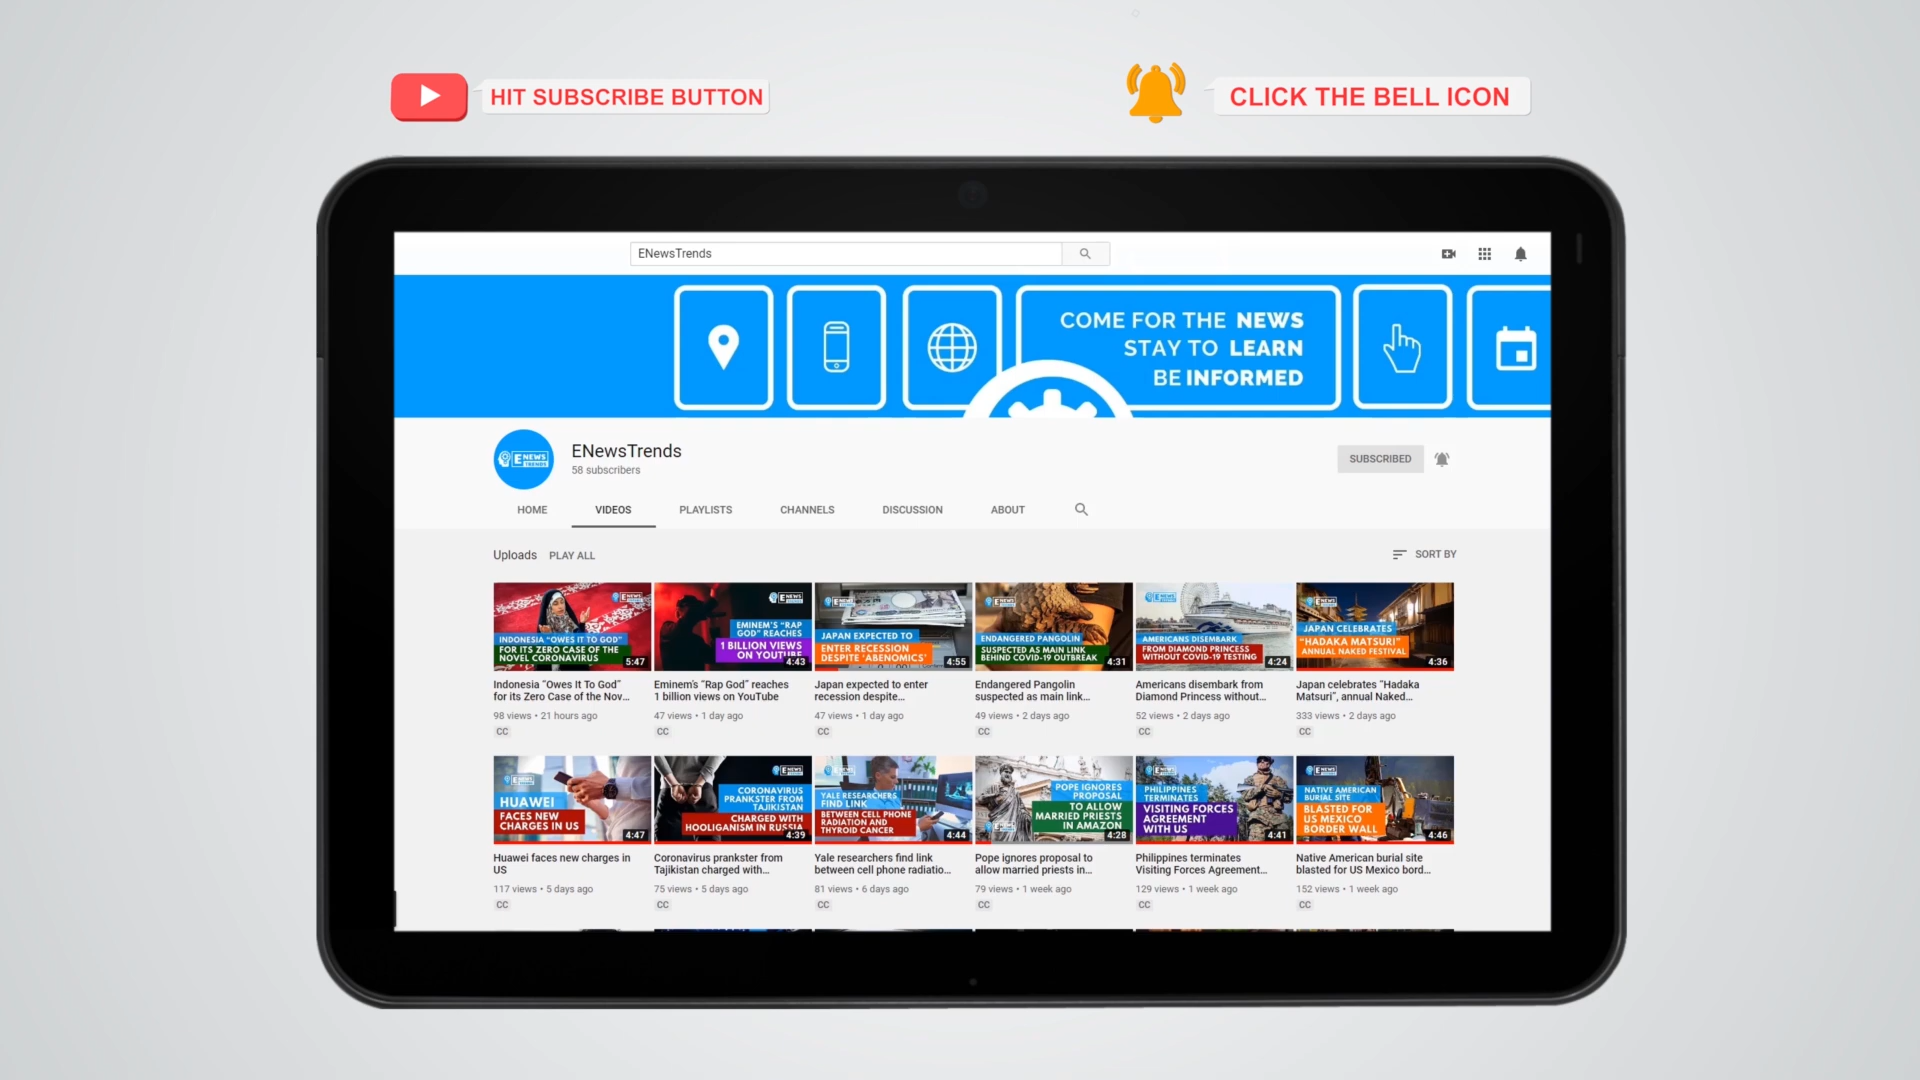 HIT SUBSCRIBE BUTTON
CLICK THE BELL ICON
ENewsTrends
COME FOR THE NEWS
STAY TO LEARN
BE INFORMED
E NEWS
TRENDS
ENewsTrends
58 subscribers
SUBSCRIBED
HOME VIDEOS PLAYLISTS CHANNELS DISCUSSION ABOUT
Uploads PLAY ALL
SORT BY
INDONESIA "OWES IT TO GOD"
FOR ITS ZERO CASE OF THE
NOVEL CORONAVIRUS
5:47
EMINEM'S "RAP
GOD" REACHES
1 BILLION VIEWS
ON YOUTUBE
4:43
JAPAN EXPECTED TO
ENTER RECESSION
DESPITE 'ABENOMICS'
4:55
ENDANGERED PANGOLIN
SUSPECTED AS MAIN LINK
BEHIND COVID-19 OUTBREAK
4:31
AMERICANS DISEMBARK
FROM DIAMOND PRINCESS
WITHOUT COVID-19 TESTING
4:24
JAPAN CELEBRATES
"HADAKA MATSURI"
ANNUAL NAKED FESTIVAL
4:36
Indonesia "Owes It To God"
for its Zero Case of the Nov...
98 views • 21 hours ago
CC
Eminem's "Rap God" reaches
1 billion views on YouTube
47 views • 1 day ago
CC
Japan expected to enter
recession despite...
47 views • 1 day ago
CC
Endangered Pangolin
suspected as main link...
49 views • 2 days ago
CC
Americans disembark from
Diamond Princess without...
52 views • 2 days ago
CC
Japan celebrates "Hadaka
Matsuri", annual Naked...
333 views • 2 days ago
CC
HUAWEI
FACES NEW
CHARGES IN US
4:47
CORONAVIRUS
PRANKSTER FROM
TAJIKISTAN
CHARGED WITH
HOOLIGANISM IN RUSSIA
4:39
YALE RESEARCHERS
FIND LINK
BETWEEN CELL PHONE
RADIATION AND
THYROID CANCER
4:44
POPE IGNORES
PROPOSAL
TO ALLOW
MARRIED PRIESTS
IN AMAZON
4:28
PHILIPPINES
TERMINATES
VISITING FORCES
AGREEMENT
WITH US
4:41
NATIVE AMERICAN
BURIAL SITE
BLASTED FOR
US MEXICO
BORDER WALL
4:46
Huawei faces new charges in
US
117 views • 5 days ago
CC
Coronavirus prankster from
Tajikistan charged with...
75 views • 5 days ago
CC
Yale researchers find link
between cell phone radiatio...
81 views • 6 days ago
CC
Pope ignores proposal to
allow married priests in...
79 views • 1 week ago
CC
Philippines terminates
Visiting Forces Agreement...
129 views • 1 week ago
CC
Native American burial site
blasted for US Mexico bord...
152 views • 1 week ago
CC